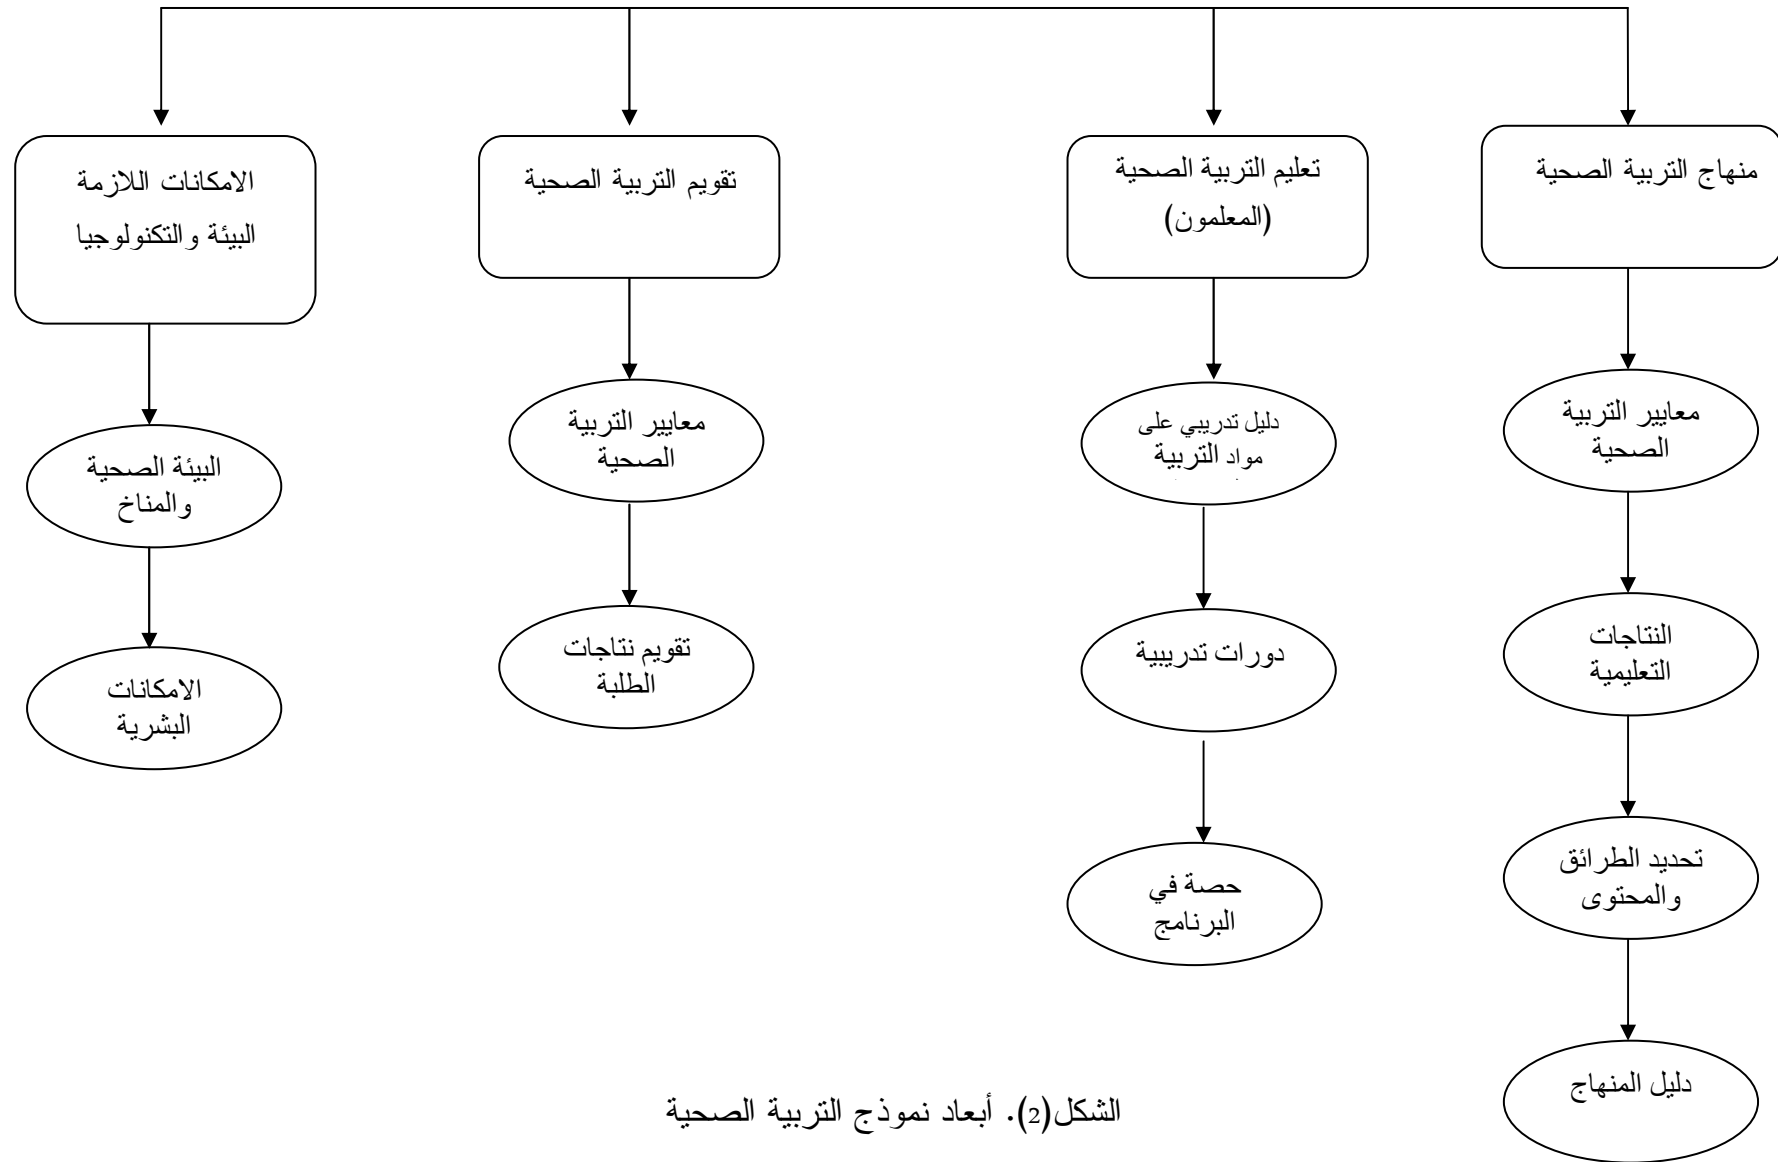 منهاج التربية الصحية
تعليم التربية الصحية
(المعلمون)
تقويم التربية الصحية
الامكانات اللازمة
البيئة والتكنولوجيا
معايير التربية
الصحية
دليل تدريبي على
مواد التربية
معايير التربية
الصحية
البيئة الصحية
والمناخ
النتاجات
التعليمية
دورات تدريبية
تقويم نتاجات
الطلبة
الامكانات
البشرية
تحديد الطرائق
والمحتوى
حصة في
البرنامج
دليل المنهاج
الشكل(2). أبعاد نموذج التربية الصحية